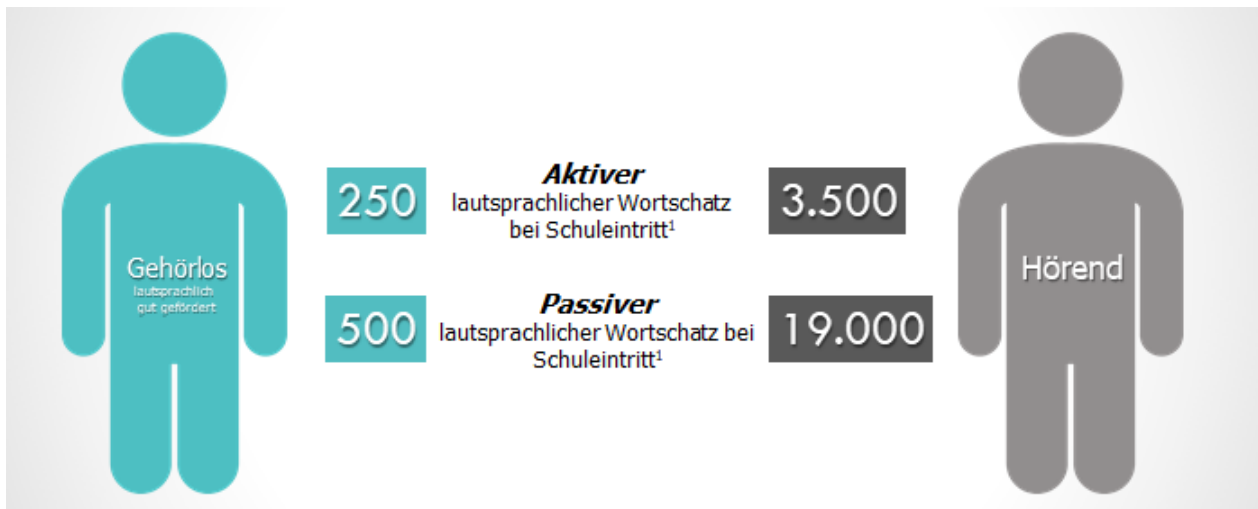 Gehörlos
lautsprachlich
gut gefördert
250
Aktiver
lautsprachlicher Wortschatz
bei Schuleintritt¹
3.500
500
Passiver
lautsprachlicher Wortschatz bei
Schuleintritt¹
19.000
Hörend